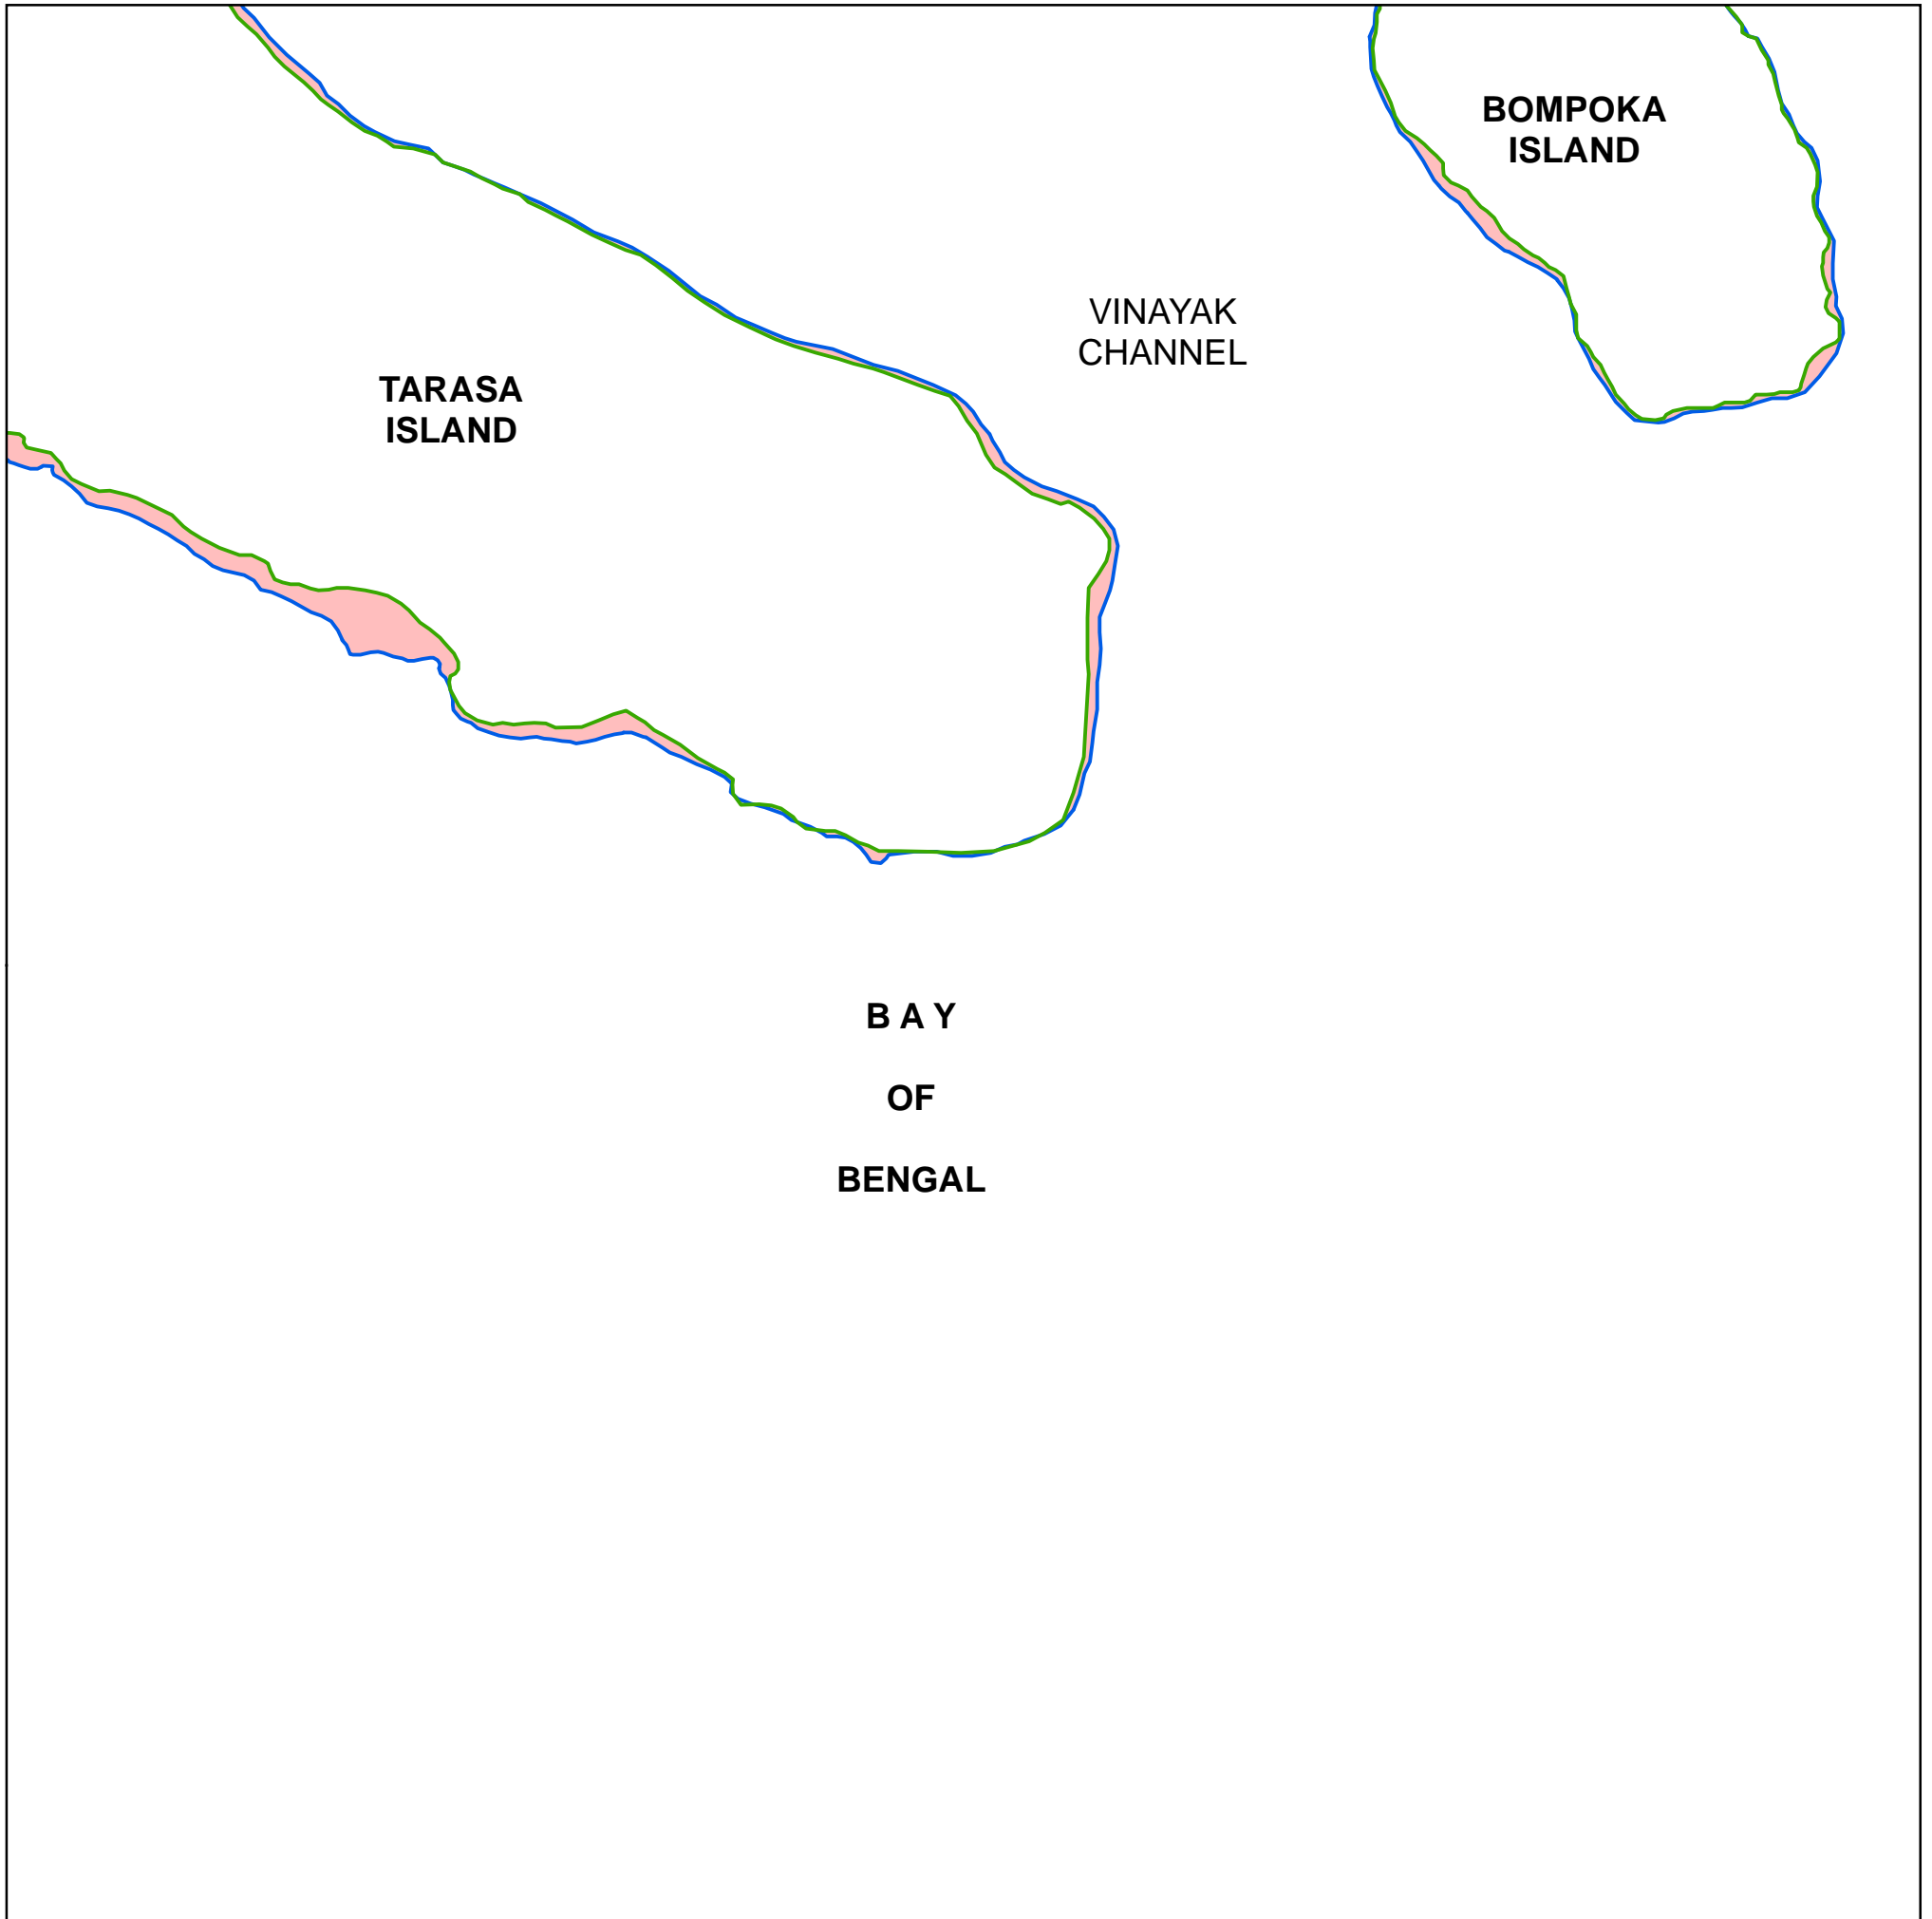 BOMPOKA
ISLAND
VINAYAK
CHANNEL
TARASA
ISLAND
B A Y
OF
BENGAL